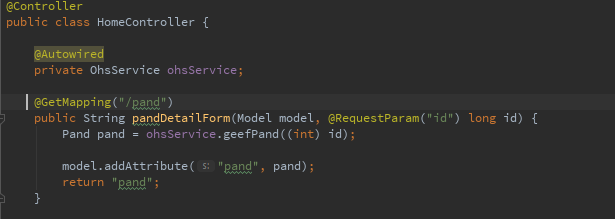 @Controller
public class HomeController {
@Autowired
private OhsService ohsService;
@GetMapping("/pand")
public String pandDetailForm(Model model, @RequestParam("id") long id) {
Pand pand = ohsService.geefPand((int) id);
model.addAttribute( s: "pand", pand);
return "pand";
}